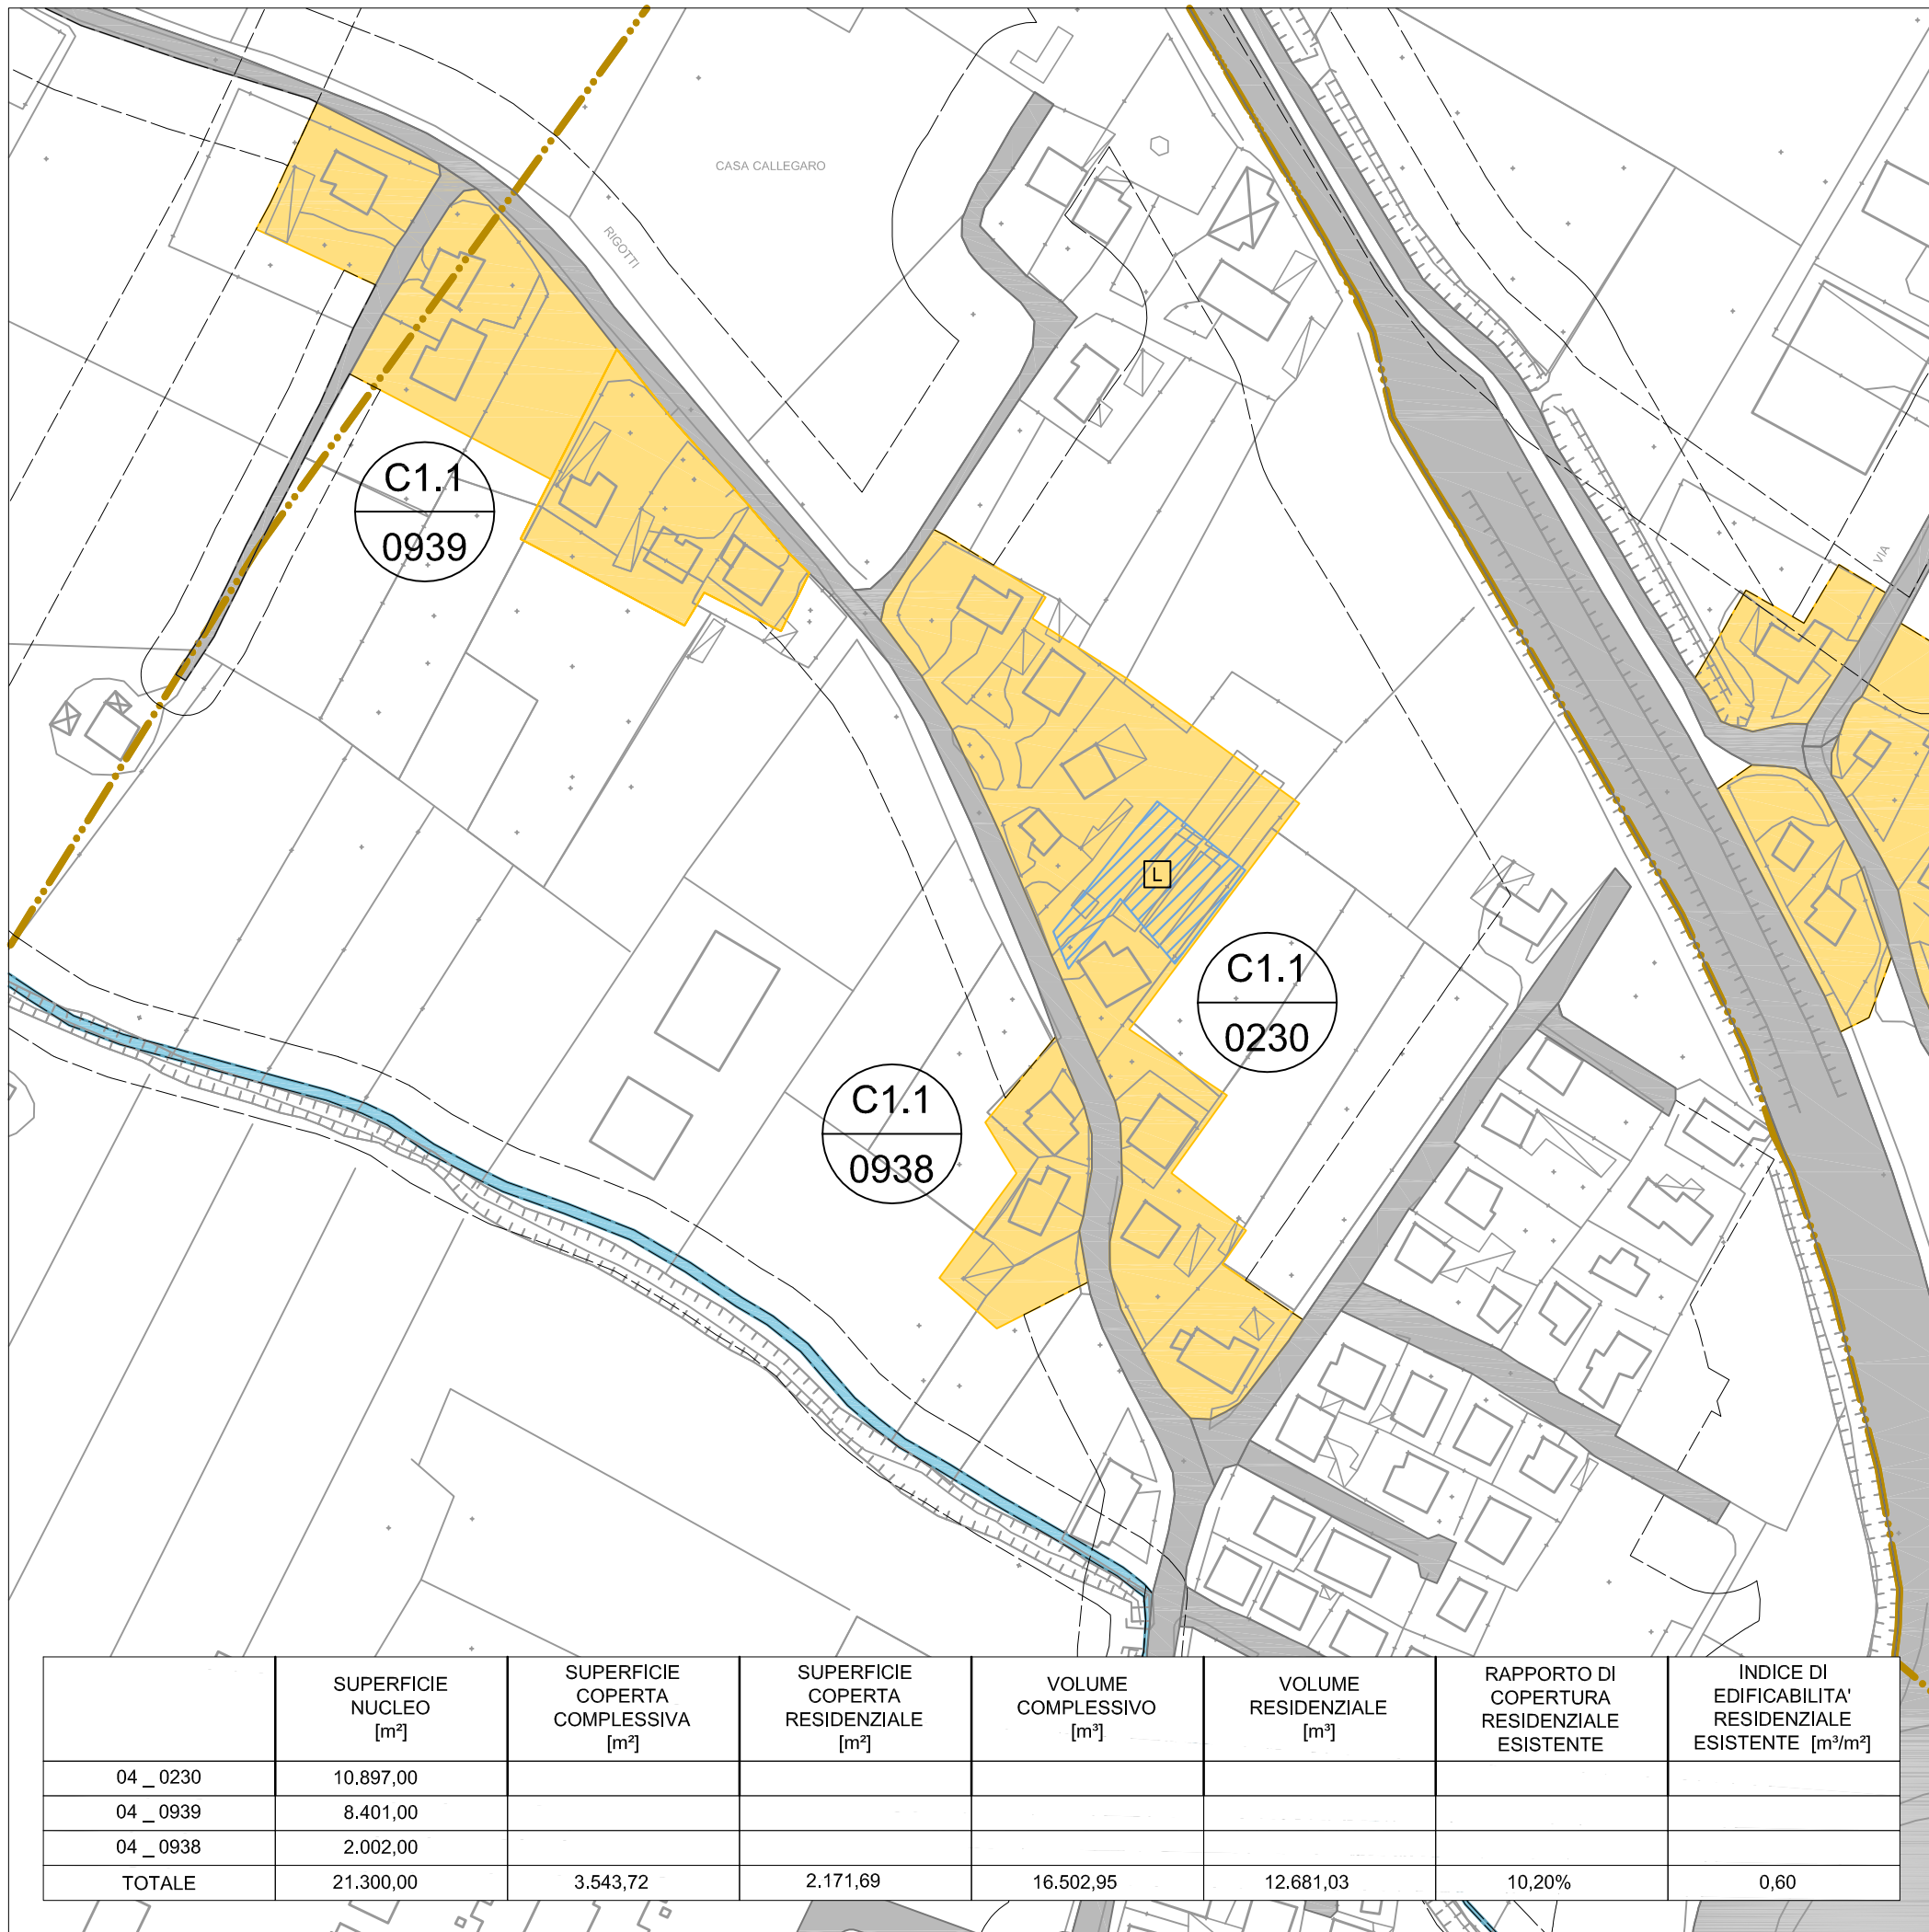 CASA CALLEGARO
RIGOTTI
C1.1
0939
VIA
L
C1.1
0230
C1.1
0938
SUPERFICIE
NUCLEO
[m²]
SUPERFICIE
COPERTA
COMPLESSIVA
[m²]
SUPERFICIE
COPERTA
RESIDENZIALE
[m²]
VOLUME
COMPLESSIVO
[m³]
VOLUME
RESIDENZIALE
[m³]
RAPPORTO DI
COPERTURA
RESIDENZIALE
ESISTENTE
INDICE DI
EDIFICABILITA'
RESIDENZIALE
ESISTENTE [m³/m²]
04 _ 0230 10.897,00
04 _ 0939 8.401,00
04 _ 0938 2.002,00
TOTALE 21.300,00 3.543,72 2.171,69 16.502,95 12.681,03 10,20% 0,60